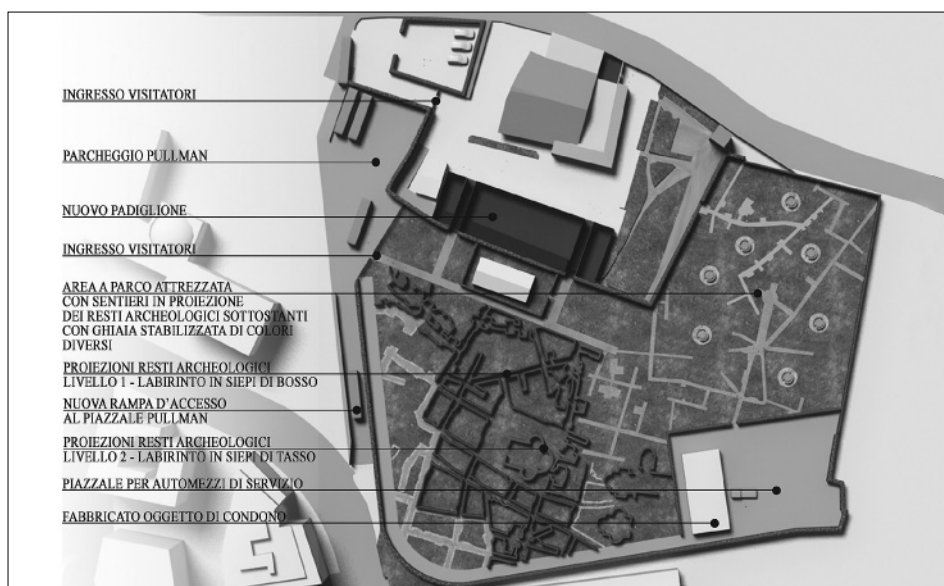 INGRESSO VISITATORI
PARCHEGGIO PULLMAN
NUOVO PADIGLIONE
INGRESSO VISITATORI
AREA A PARCO ATTREZZATA
CON SENTIERI IN PROIEZIONE
DEI RESTI ARCHEOLOGICI SOTTOSTANTI
CON GHIAIA STABILIZZATA DI COLORI
DIVERSI
PROIEZIONI RESTI ARCHEOLOGICI
LIVELLO 1 - LABIRINTO IN SIEPI DI BOSSO
NUOVA RAMPA D'ACCESSO
AL PIAZZALE PULLMAN
PROIEZIONI RESTI ARCHEOLOGICI
LIVELLO 2 - LABIRINTO IN SIEPI DI TASSO
PIAZZALE PER AUTOMEZZI DI SERVIZIO
FABBRICATO OGGETTO DI CONDONO